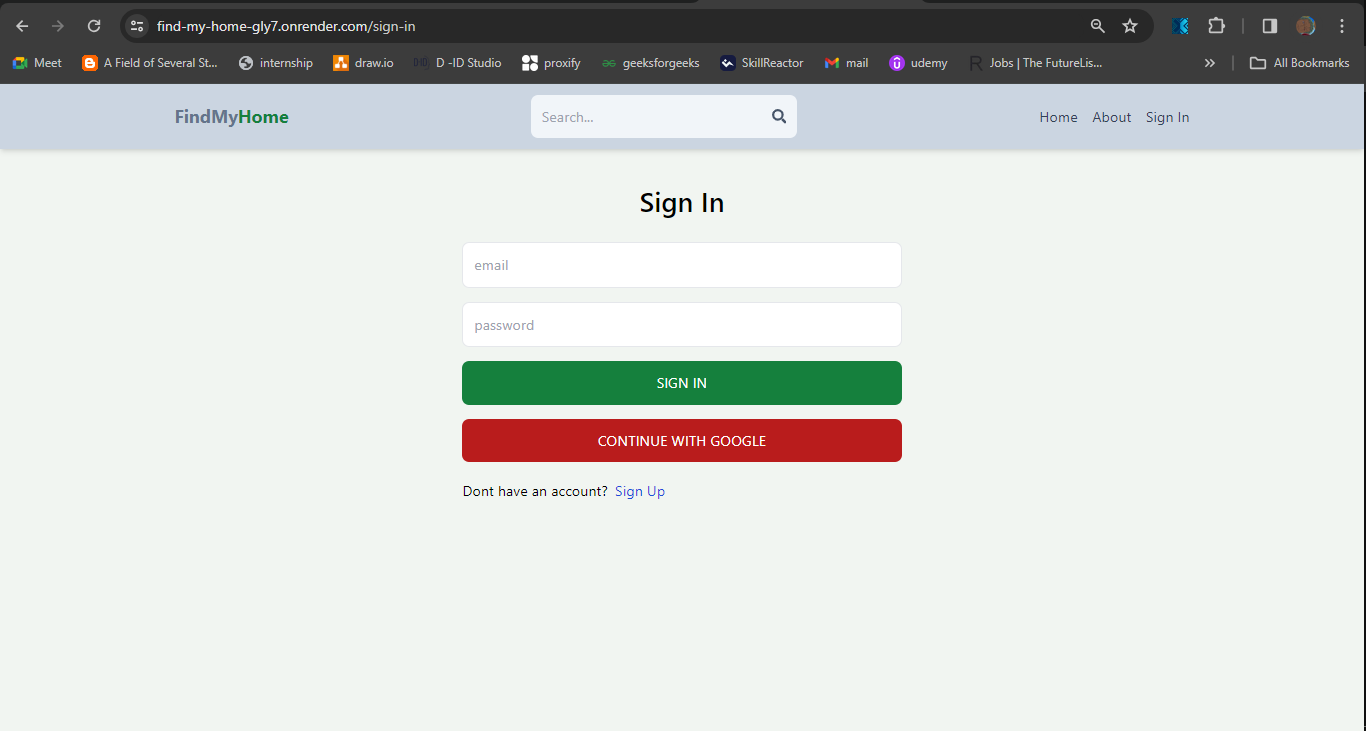 find-my-home-gly7.onrender.com/sign-in
Meet A Field of Several St... internship draw.io D -ID Studio proxify geeksforgeeks SkillReactor mail udemy Jobs | The FutureLis... All Bookmarks
FindMyHome Search... Home About Sign In
Sign In
email
password
SIGN IN
CONTINUE WITH GOOGLE
Dont have an account? Sign Up